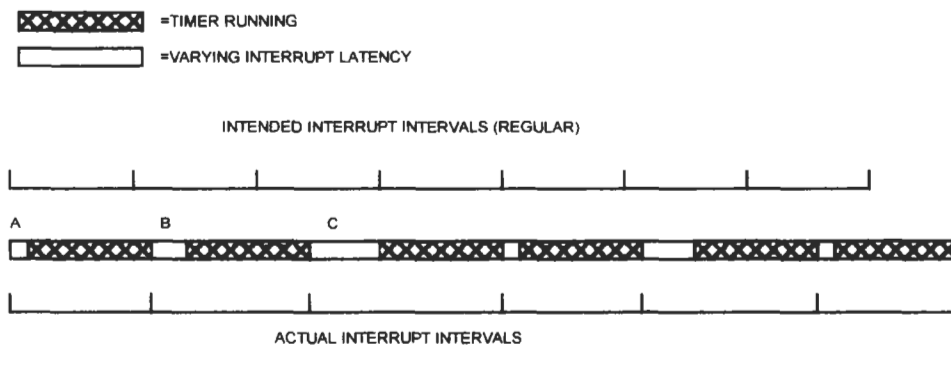 =TIMER RUNNING
=VARYING INTERRUPT LATENCY
INTENDED INTERRUPT INTERVALS (REGULAR)
A B C
ACTUAL INTERRUPT INTERVALS